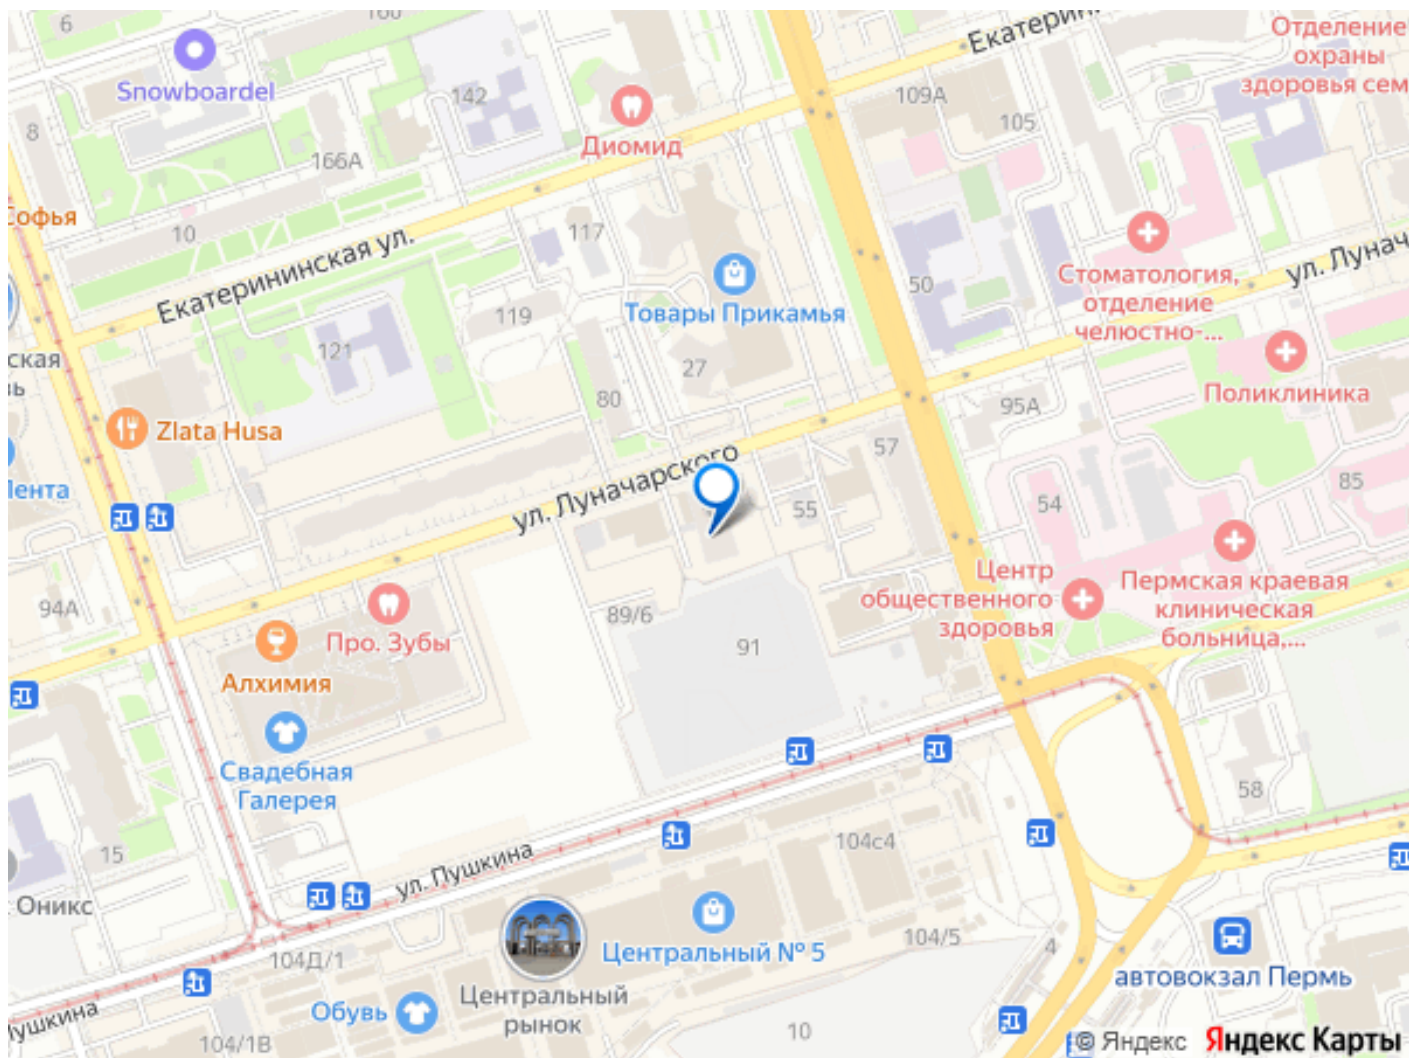 6
Snowboardel
8
166А
142
Диомид
Екатерин
109А
105
Отделение
охраны
здоровья сем
Софья
10
Екатерининская ул.
117
119
121
Товары Прикамья
27
80
50
Стоматология,
отделение
челюстно-...
ул. Луначарского
Поликлиника
95А
57
85
54
55
ская
Zlata Husa
Лента
ул. Луначарского
94А
Про. Зубы
Алхимия
89/6
91
Центр
общественного
здоровья
Пермская краевая
клиническая
больница,...
Свадебная
Галерея
15
Оникс
ул. Пушкина
58
104с4
Центральный № 5
104/5
4
104Д/1
Центральный
рынок
Обувь
104/1В
10
автовокзал Пермь
Пушкина
© Яндекс Яндекс Карты